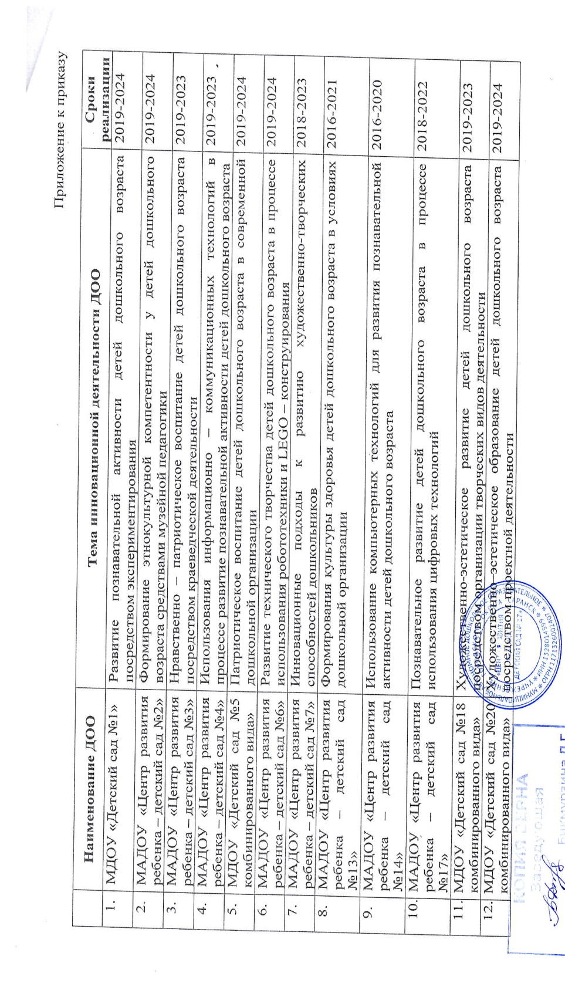 Приложение к приказу
Наименование ДОО
Тема инновационной деятельности ДОО
Сроки
реализации
1.
МДОУ «Детский сад №1»
Развитие познавательной активности детей дошкольного возраста
посредством экспериментирования
2019-2024
2.
МАДОУ «Центр развития
ребенка – детский сад №2»
Формирование этнокультурной компетентности у детей дошкольного
возраста средствами музейной педагогики
2019-2024
3.
МАДОУ «Центр развития
ребенка – детский сад №3»
Нравственно – патриотическое воспитание детей дошкольного возраста
посредством краеведческой деятельности
2019-2023
4.
МАДОУ «Центр развития
ребенка – детский сад №4»
Использования информационно – коммуникационных технологий в
процессе развитие познавательной активности детей дошкольного возраста
2019-2023
5.
МДОУ «Детский сад №5
комбинированного вида»
Патриотическое воспитание детей дошкольного возраста в современной
дошкольной организации
2019-2024
6.
МАДОУ «Центр развития
ребенка – детский сад №6»
Развитие технического творчества детей дошкольного возраста в процессе
использования робототехники и LEGO – конструирования
2019-2024
7.
МАДОУ «Центр развития
ребенка – детский сад №7»
Инновационные подходы к развитию художественно-творческих
способностей дошкольников
2018-2023
8.
МАДОУ «Центр развития
ребенка – детский сад
№13»
Формирования культуры здоровья детей дошкольного возраста в условиях
дошкольной организации
2016-2021
9.
МАДОУ «Центр развития
ребенка – детский сад
№14»
Использование компьютерных технологий для развития познавательной
активности детей дошкольного возраста
2016-2020
10.
МАДОУ «Центр развития
ребенка – детский сад
№17»
Познавательное развитие детей дошкольного возраста в процессе
использования цифровых технологий
2018-2022
11.
МДОУ «Детский сад №18
комбинированного вида»
Художественно-эстетическое развитие детей дошкольного возраста
посредством организации творческих видов деятельности
2019-2023
12.
МДОУ «Детский сад №20
комбинированного вида»
Художественно–эстетическое образование детей дошкольного возраста
посредством проектной деятельности
2019-2024
КОПИЯ ВЕРНА
Заведующая
САРАНСК
ДЕТСКИЙ САД № 17»
ОГРН 1171326002407